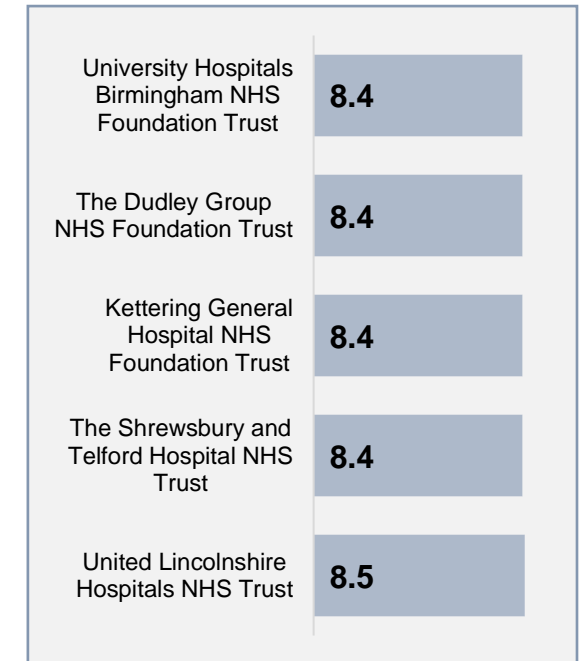 University Hospitals
Birmingham NHS
Foundation Trust
8.4
The Dudley Group
NHS Foundation Trust
8.4
Kettering General
Hospital NHS
Foundation Trust
8.4
The Shrewsbury and
Telford Hospital NHS
Trust
8.4
United Lincolnshire
Hospitals NHS Trust
8.5